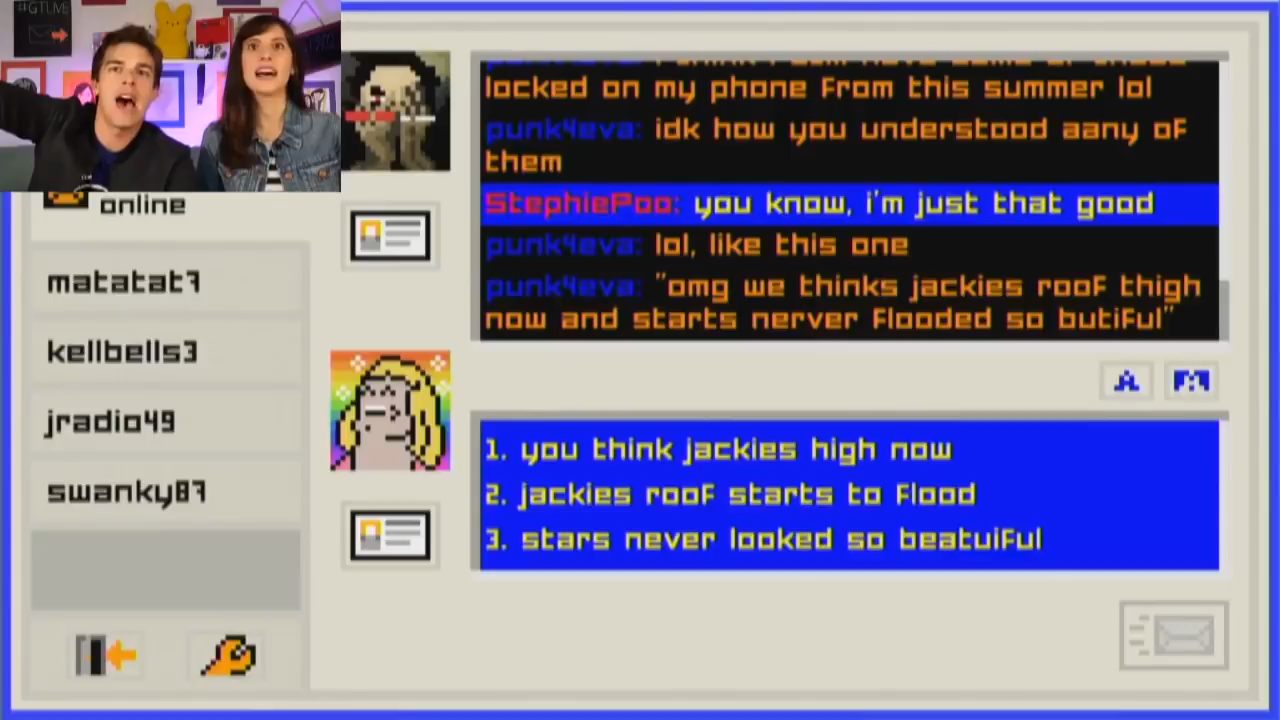 #GTLIVE
online
matatat7
kellbells3
jradio49
swanky87
locked on my phone from this summer lol
punk4eva: idk how you understood aany of
them
StephiePoo: you know, i'm just that good
punk4eva: lol, like this one
punk4eva: "omg we thinks jackies roof thigh
now and starts nerver flooded so butiful"
A
1. you think jackies high now
2. jackies roof starts to flood
3. stars never looked so beatuiful